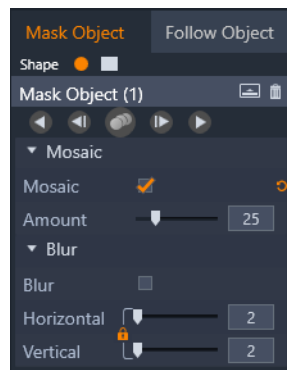 Mask Object Follow Object
Shape
Mask Object (1)
Mosaic
Mosaic
Amount 25
Blur
Blur
Horizontal 2
Vertical 2